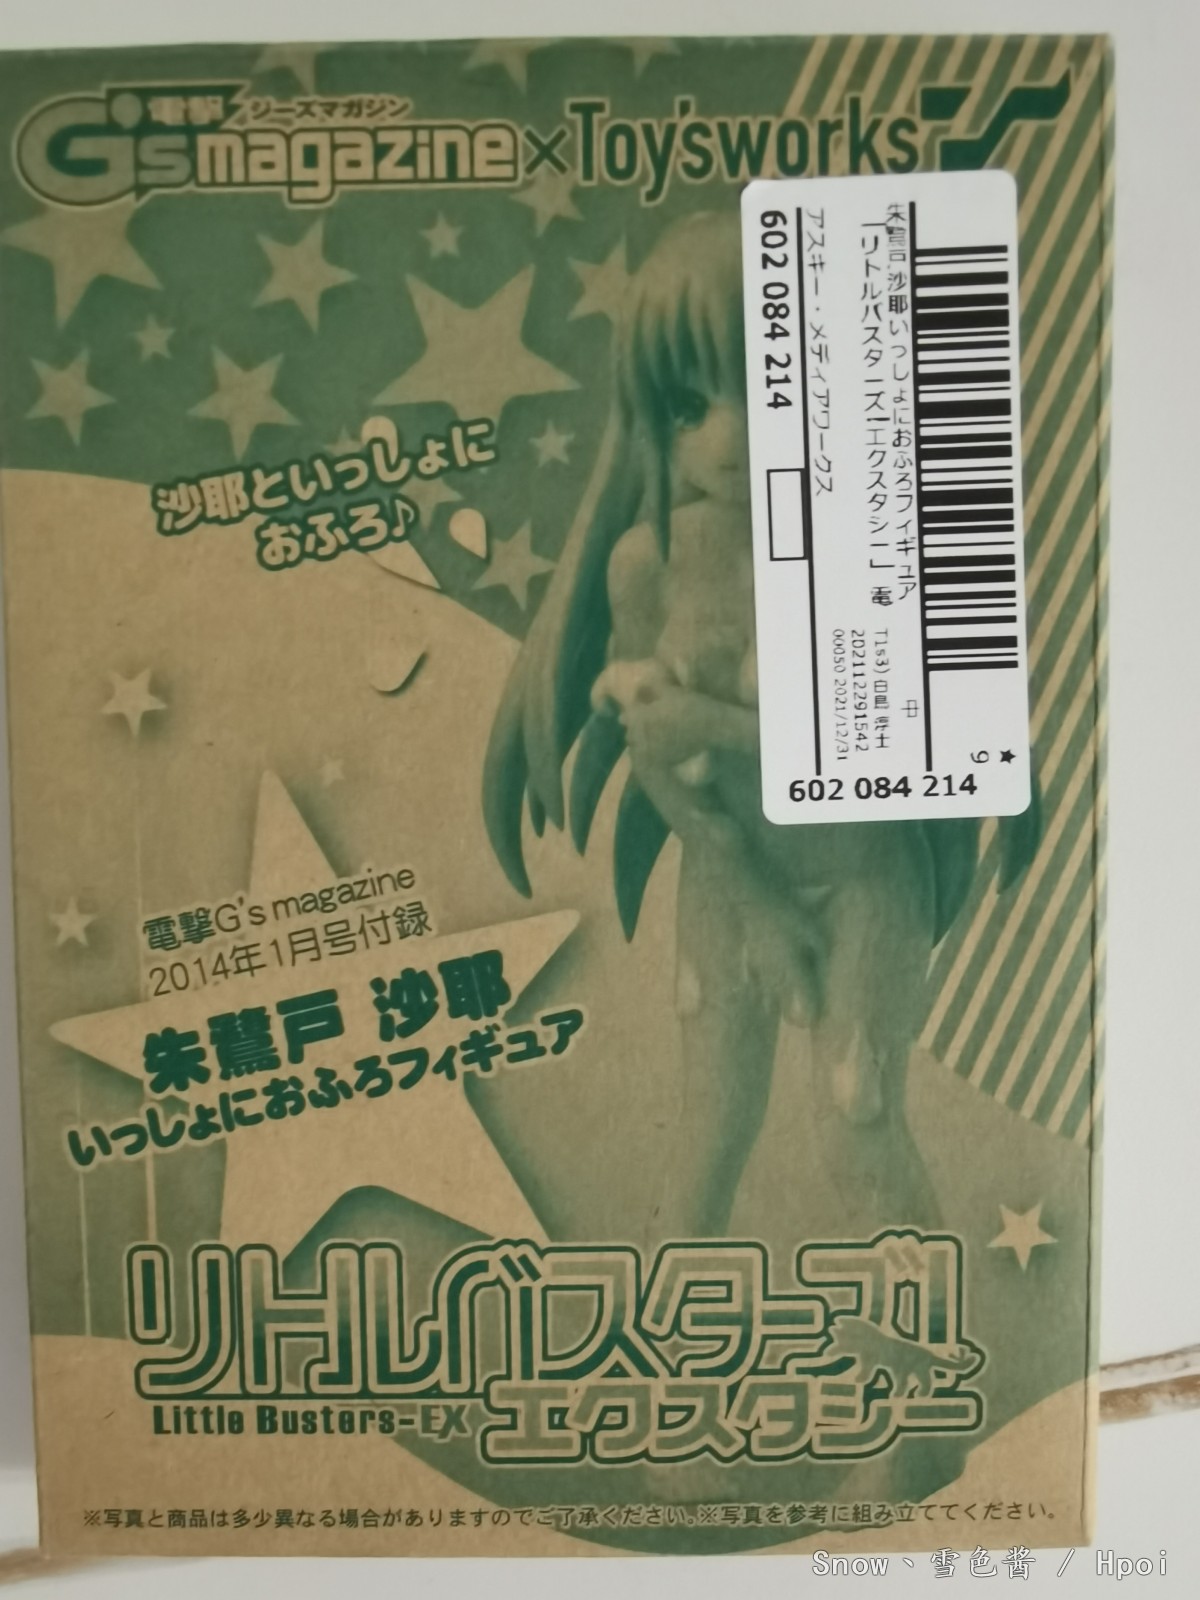 電撃 ジーズマガジン
G's magazine×Toy'sworks
沙耶といっしょに
おふろ♪
602 084 214
アスキー・メディアワークス
朱鷺戸 沙耶いっしょにおふろフィギュア
「リトルバスターズ!エクスタシー」 電
中
20211229 1542
00050 2021/12/31
★
9
602 084 214
電撃G's magazine
2014年1月号付録
朱鷺戸 沙耶
いっしょにおふろフィギュア
リトルバスターズ!
Little Busters-EX エクスタシー
※写真と商品は多少異なる場合がありますのでご了承ください。※写真を参考に組み立ててください。
Snow、雪色酱 / Hpoi